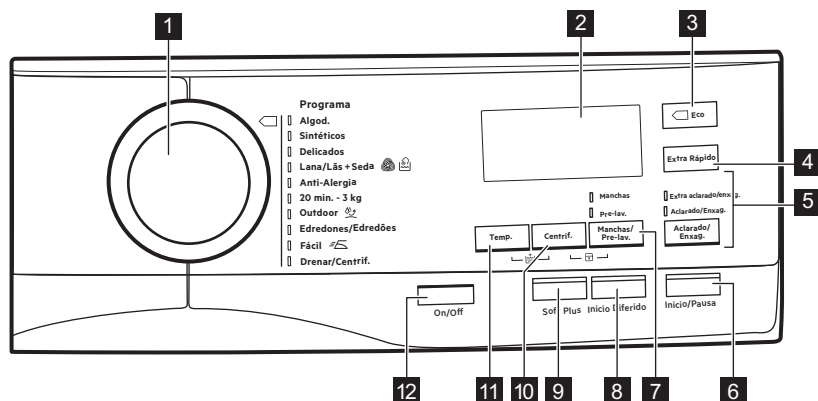 1
2
3
Programa
Algod.
Sintéticos
Delicados
Lana/Lãs+Seda
Anti-Alergia
20 min. - 3 kg
Outdoor
Edredones/Edredões
Fácil
Drenar/Centrif.
Eco
Extra Rápido
4
5
Manchas
Pre-lav.
Extra aclarado/enxag.
Aclarado/Enxag.
Temp.
Centrif.
Manchas/
Pre-lav.
Aclarado/
Enxag.
On/Off
Soft Plus
Inicio Diferido
Inicio/Pausa
12
11
10
9
8
7
6